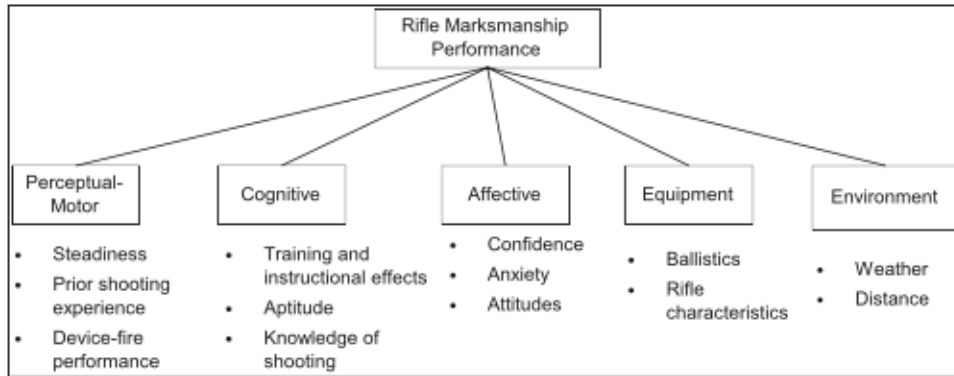 Rifle Marksmanship
Performance
Perceptual-
Motor
Cognitive
Affective
Equipment
Environment
• Steadiness
• Prior shooting
experience
• Device-fire
performance
• Training and
instructional effects
• Aptitude
• Knowledge of
shooting
• Confidence
• Anxiety
• Attitudes
• Ballistics
• Rifle
characteristics
• Weather
• Distance